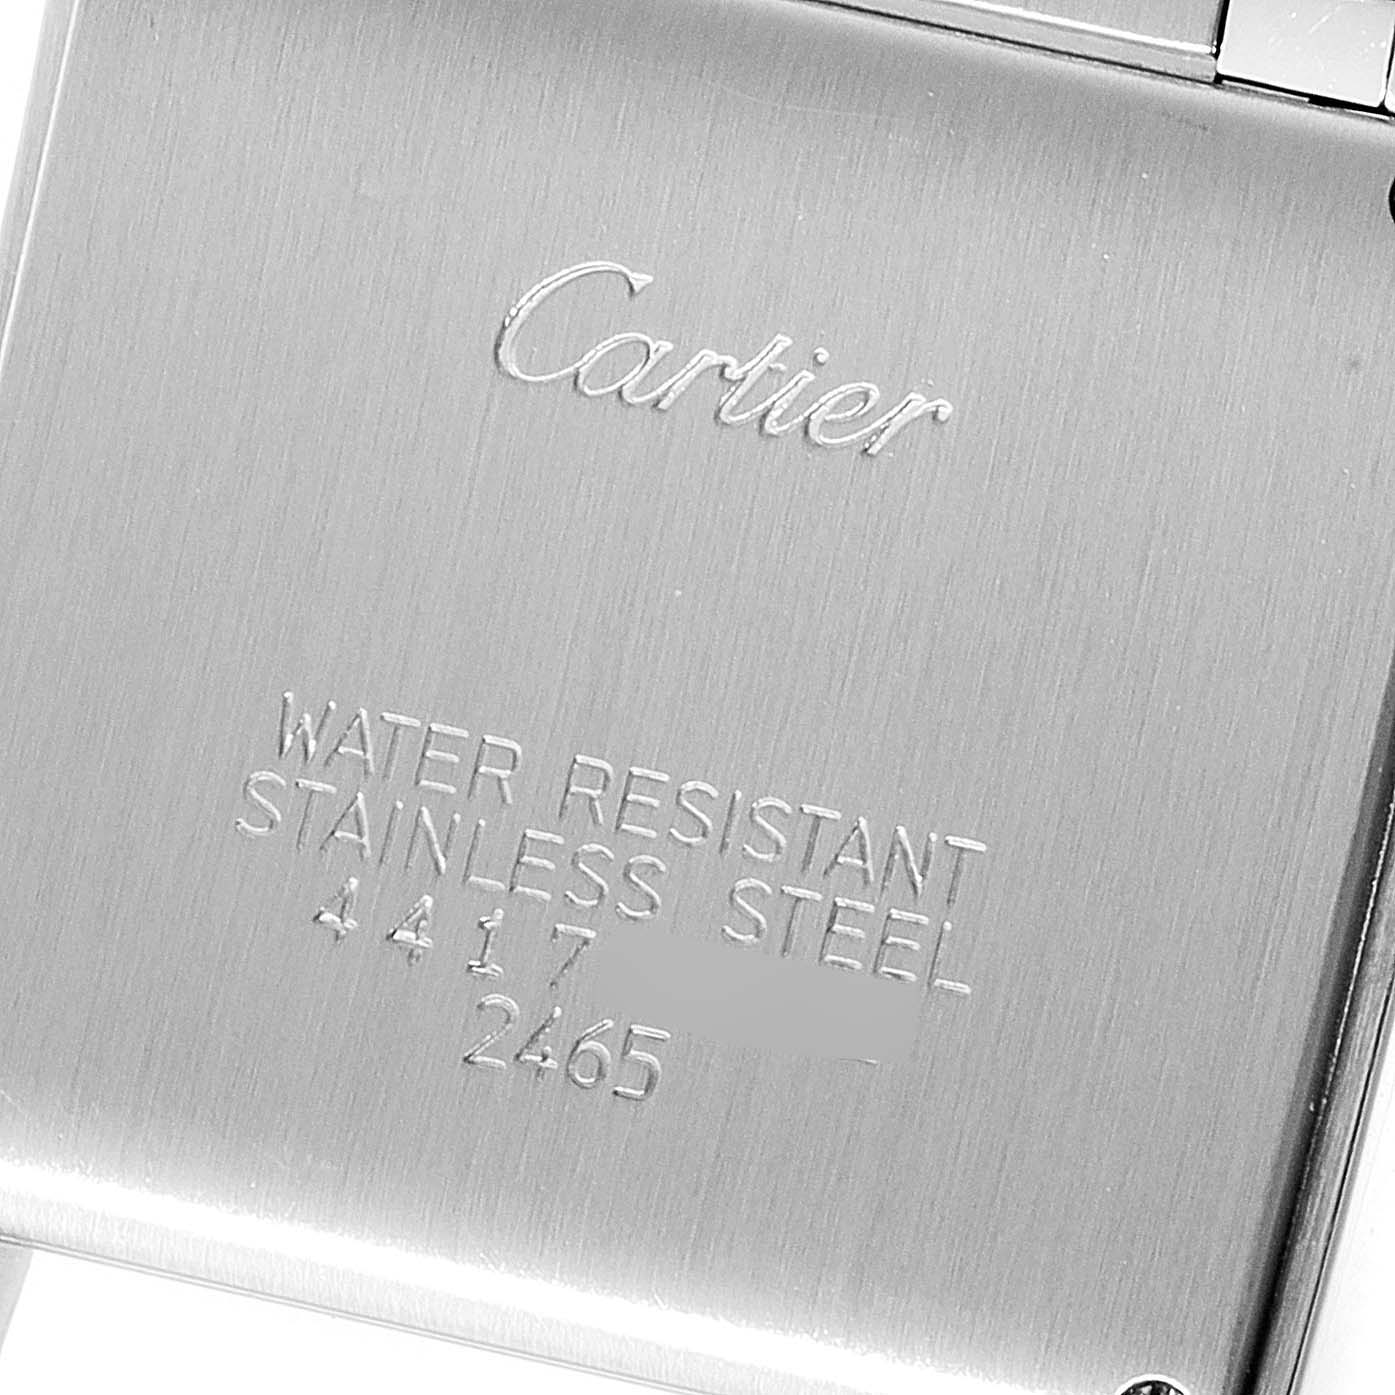 Cartier
WATER RESISTANT
STAINLESS STEEL
4417
2465